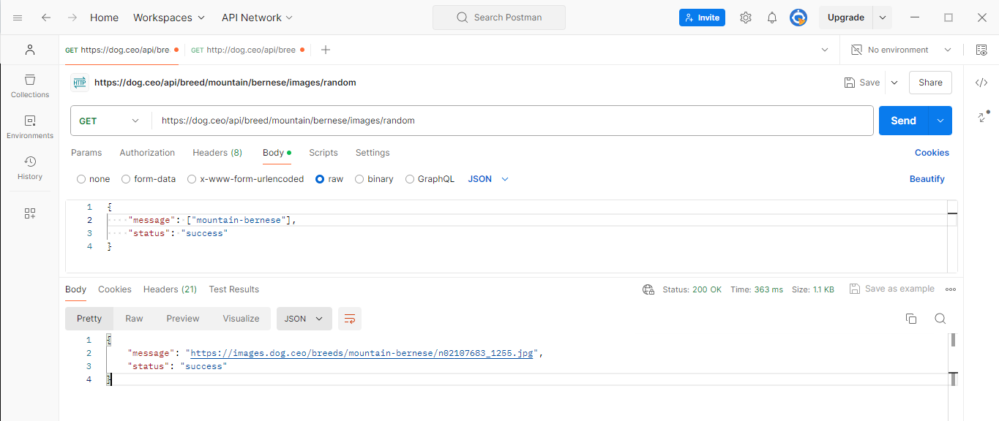 Home Workspaces API Network Search Postman Invite Upgrade
GET https://dog.ceo/api/bre GET http://dog.ceo/api/bree No environment
HTTP https://dog.ceo/api/breed/mountain/bernese/images/random Save Share
Collections
GET https://dog.ceo/api/breed/mountain/bernese/images/random Send
Environments
Params Authorization Headers (8) Body Scripts Settings Cookies
History
none form-data x-www-form-urlencoded raw binary GraphQL JSON Beautify
1 {
2 "message": ["mountain-bernese"],
3 "status": "success"
4 }
Body Cookies Headers (21) Test Results Status: 200 OK Time: 363 ms Size: 1.1 KB Save as example
Pretty Raw Preview Visualize JSON
1 {
2 "message": "https://images.dog.ceo/breeds/mountain-bernese/n02107683_1255.jpg",
3 "status": "success"
4 }